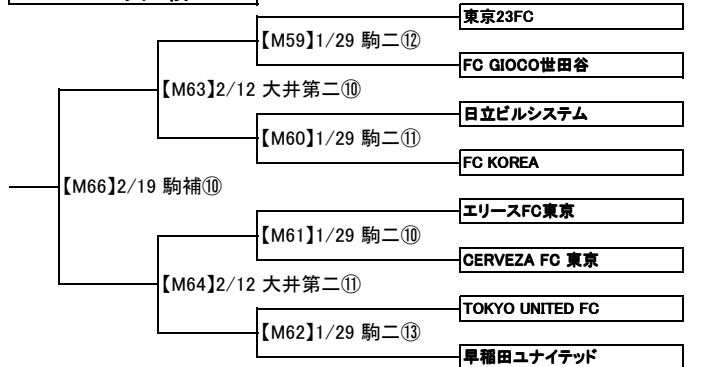 東京23FC
【M59】1/29 駒二⑫
FC GIOCO世田谷
【M63】2/12 大井第二⑩
日立ビルシステム
【M60】1/29 駒二⑪
FC KOREA
【M66】2/19 駒補⑩
エリースFC東京
【M61】1/29 駒二⑩
CERVEZA FC 東京
【M64】2/12 大井第二⑪
TOKYO UNITED FC
【M62】1/29 駒二⑬
早稲田ユナイテッド